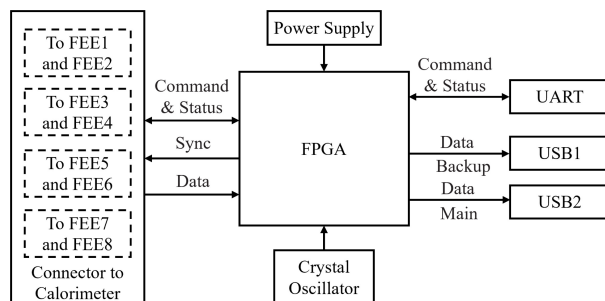 To FEE1
and FEE2
To FEE3
and FEE4
To FEE5
and FEE6
To FEE7
and FEE8
Connector to
Calorimeter
Command
& Status
Sync
Data
Power Supply
FPGA
Crystal
Oscillator
Command
& Status
Data
Backup
Data
Main
UART
USB1
USB2